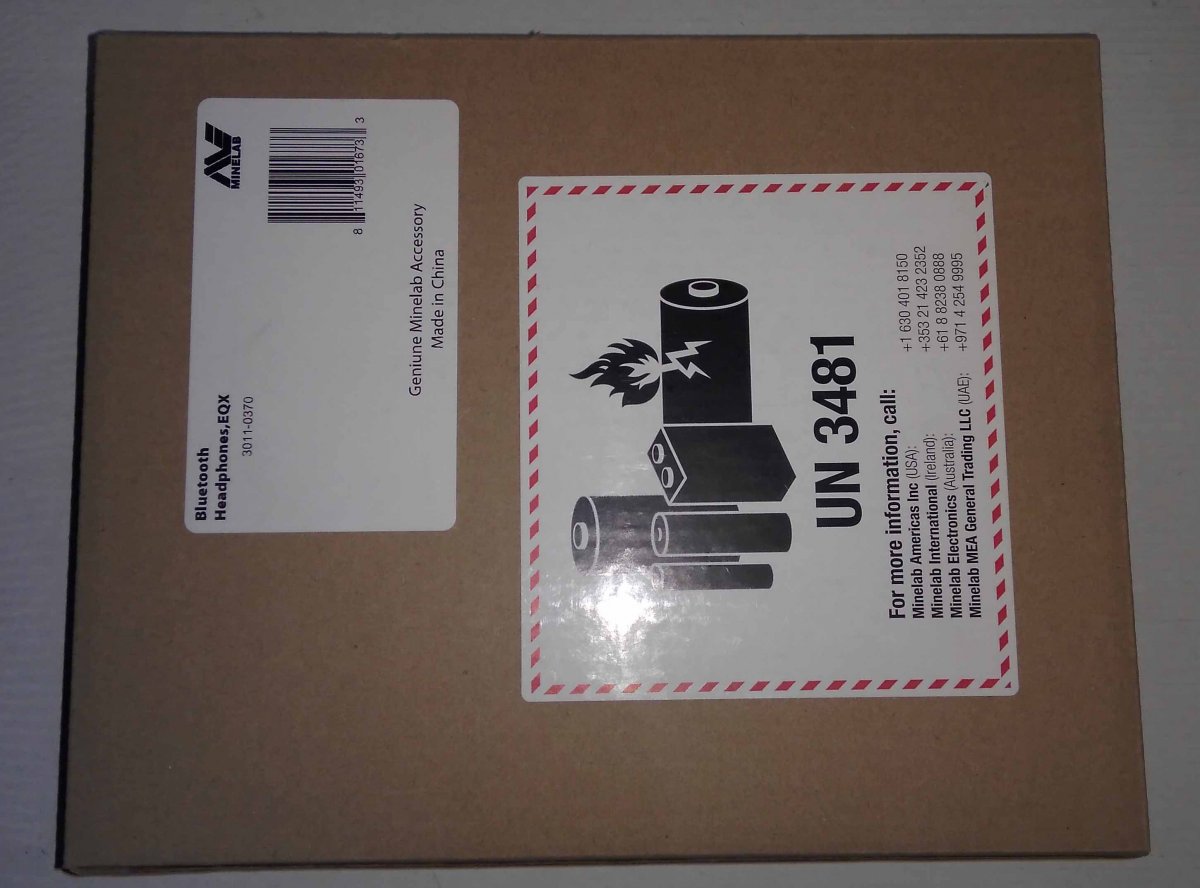 MINELAB
Bluetooth
Headphones,EQX
3011-0370
8 11493 01673 3
Geniune Minelab Accessory
Made in China
UN 3481
For more information, call:
Minelab Americas Inc (USA): +1 630 401 8150
Minelab International (Ireland): +353 21 423 2352
Minelab Electronics (Australia): +61 8 8238 0888
Minelab MEA General Trading LLC (UAE): +971 4 254 9995